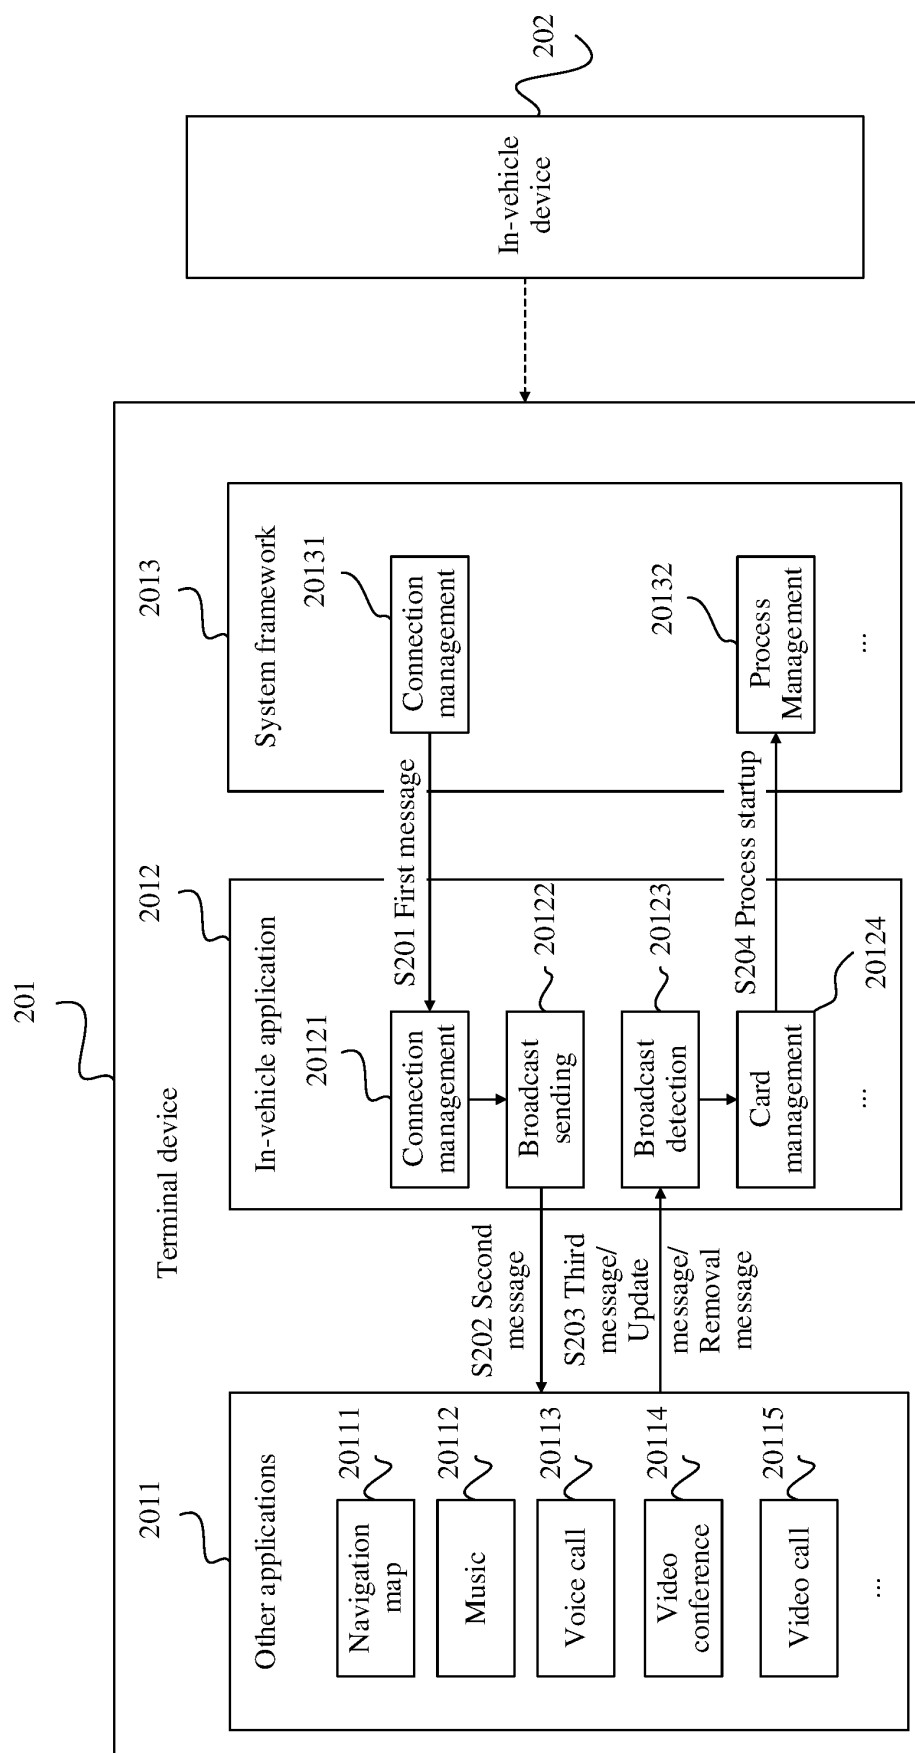 201
Terminal device
2011
Other applications
Navigation
map
20111
Music
20112
Voice call
20113
Video
conference
20114
Video call
20115
...
S202 Second
message
S203 Third
message/
Update
message/
Removal
message
2012
In-vehicle application
20121
Connection
management
Broadcast
sending
20122
Broadcast
detection
20123
Card
management
20124
...
S201 First message
S204 Process startup
2013
System framework
20131
Connection
management
20132
Process
Management
...
In-vehicle
device
202